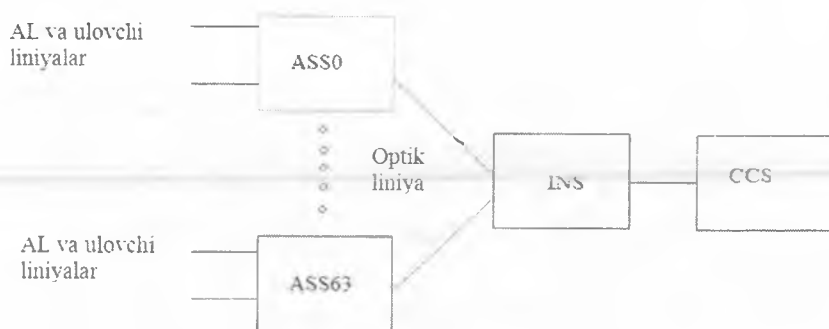 AL va ulovchi
liniyalar
ASS0
Optik
liniya
INS
CCS
AL va ulovchi
liniyalar
ASS63